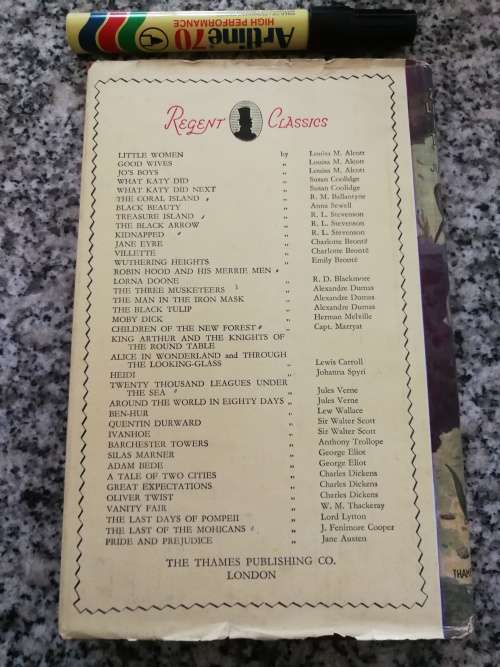 Artline 70
HIGH PERFORMANCE
REGENT CLASSICS
LITTLE WOMEN by Louisa M. Alcott
GOOD WIVES " Louisa M. Alcott
JO'S BOYS " Louisa M. Alcott
WHAT KATY DID " Susan Coolidge
WHAT KATY DID NEXT " Susan Coolidge
THE CORAL ISLAND " R. M. Ballantyne
BLACK BEAUTY " Anna Sewell
TREASURE ISLAND " R. L. Stevenson
THE BLACK ARROW " R. L. Stevenson
KIDNAPPED " R. L. Stevenson
JANE EYRE " Charlotte Brontë
VILLETTE " Charlotte Brontë
WUTHERING HEIGHTS " Emily Brontë
ROBIN HOOD AND HIS MERRIE MEN
LORNA DOONE " R. D. Blackmore
THE THREE MUSKETEERS " Alexandre Dumas
THE MAN IN THE IRON MASK " Alexandre Dumas
THE BLACK TULIP " Alexandre Dumas
MOBY DICK " Herman Melville
CHILDREN OF THE NEW FOREST " Capt. Marryat
KING ARTHUR AND THE KNIGHTS OF
THE ROUND TABLE
ALICE IN WONDERLAND and THROUGH
THE LOOKING-GLASS " Lewis Carroll
HEIDI " Johanna Spyri
TWENTY THOUSAND LEAGUES UNDER
THE SEA " Jules Verne
AROUND THE WORLD IN EIGHTY DAYS " Jules Verne
BEN-HUR " Lew Wallace
QUENTIN DURWARD " Sir Walter Scott
IVANHOE " Sir Walter Scott
BARCHESTER TOWERS " Anthony Trollope
SILAS MARNER " George Eliot
ADAM BEDE " George Eliot
A TALE OF TWO CITIES " Charles Dickens
GREAT EXPECTATIONS " Charles Dickens
OLIVER TWIST " Charles Dickens
VANITY FAIR " W. M. Thackeray
THE LAST DAYS OF POMPEII " Lord Lytton
THE LAST OF THE MOHICANS " J. Fenimore Cooper
PRIDE AND PREJUDICE " Jane Austen
THE THAMES PUBLISHING CO.
LONDON